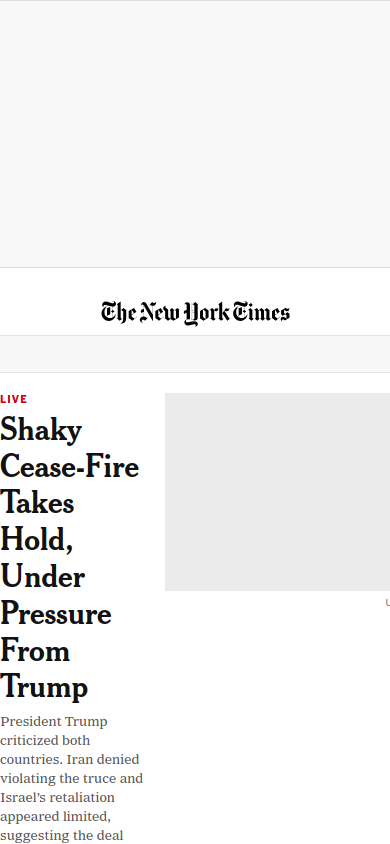 The New York Times
LIVE
Shaky
Cease-Fire
Takes
Hold,
Under
Pressure
From
Trump
President Trump
criticized both
countries. Iran denied
violating the truce and
Israel's retaliation
appeared limited,
suggesting the deal